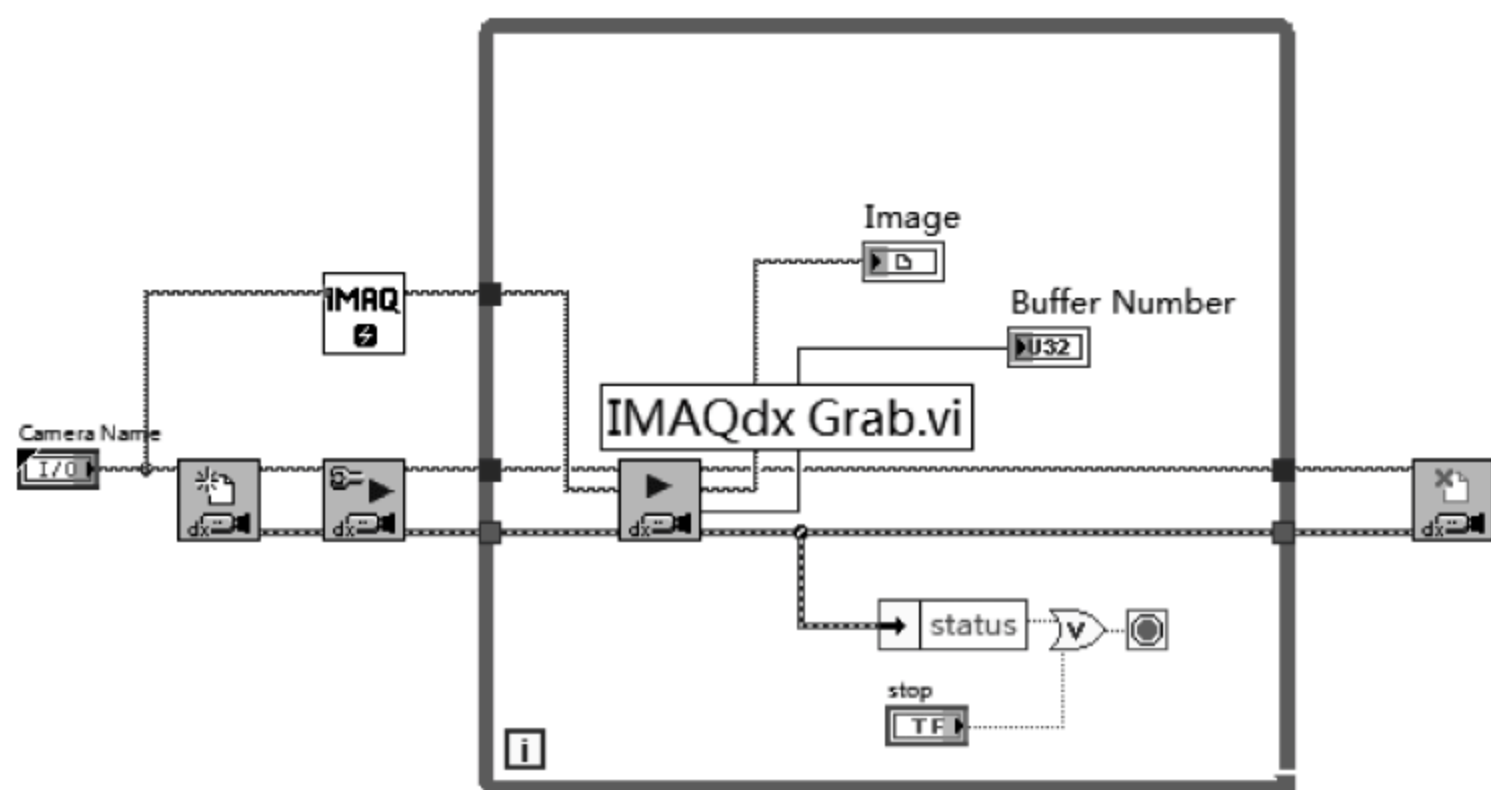 Image
Buffer Number
U32
IMAQ
IMAQdx Grab.vi
Camera Name
I/O
dx
dx
dx
dx
status
V
stop
TF
i